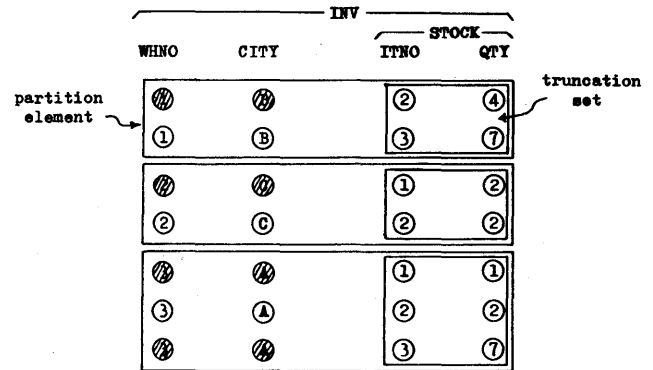 INV
STOCK
WHNO CITY ITNO QTY
partition element
truncation set
2 4
1 B 3 7
1 2
2 C 2 2
1 1
3 A 2 2
3 7